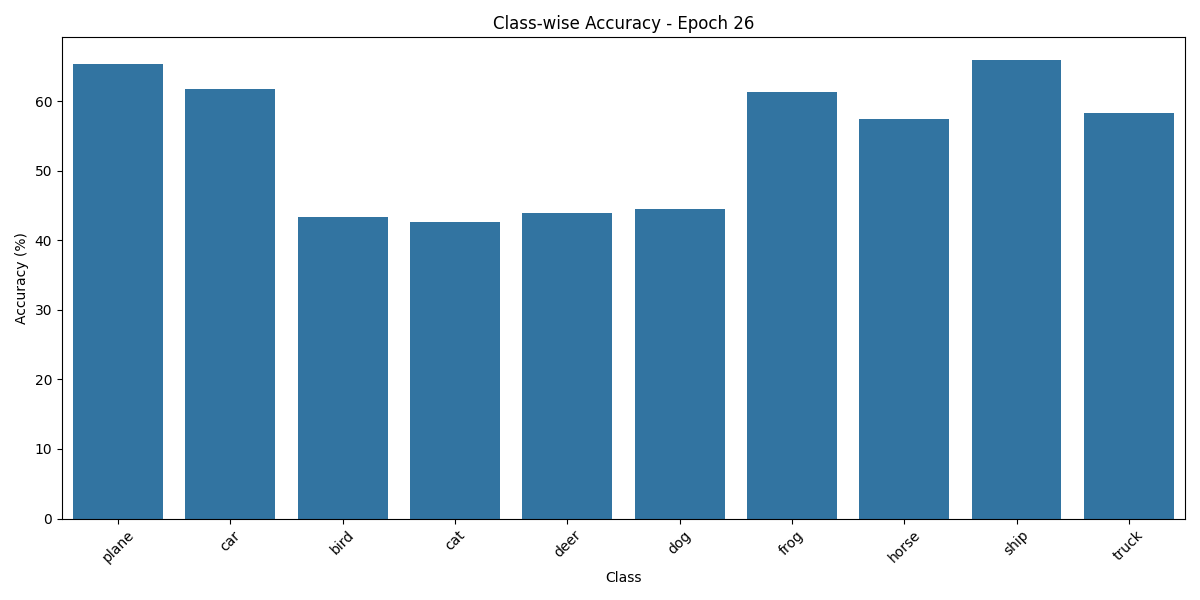 Class-wise Accuracy - Epoch 26
Accuracy (%)
60
50
40
30
20
10
0
plane
car
bird
cat
deer
dog
frog
horse
ship
truck
Class